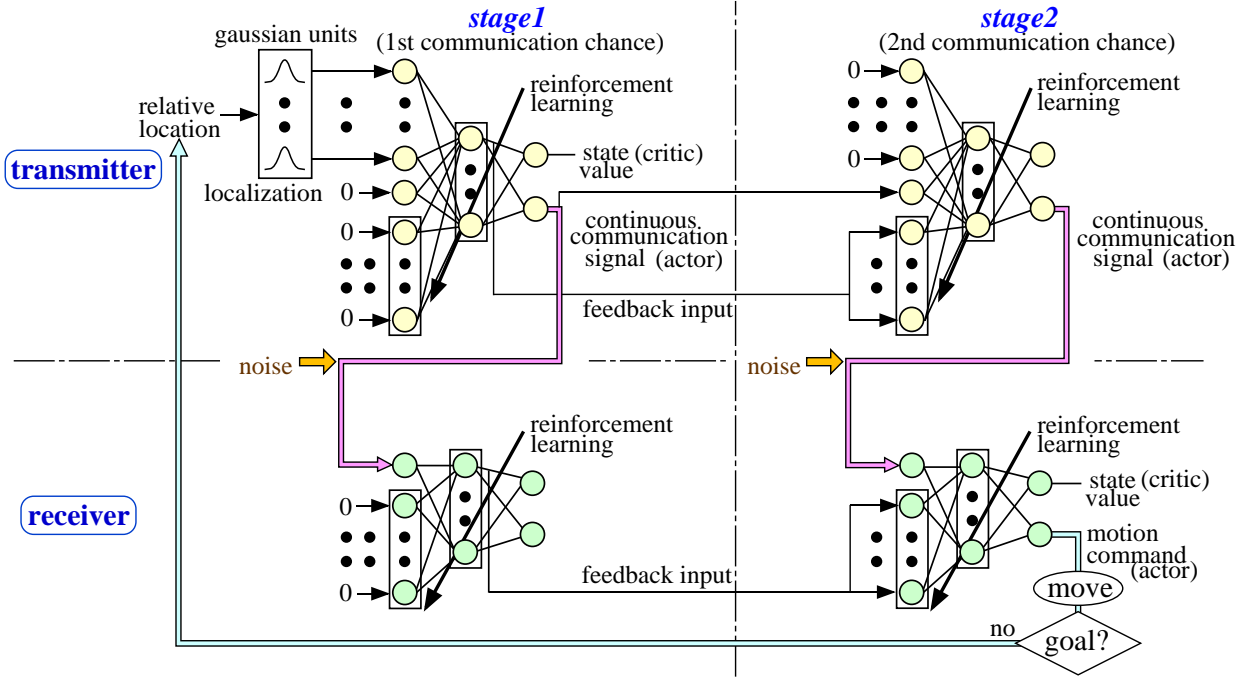 stage1
(1st communication chance)
stage2
(2nd communication chance)
gaussian units
relative
location
localization
transmitter
0
0
0
reinforcement
learning
state (critic)
value
continuous
communication
signal (actor)
feedback input
0
0
reinforcement
learning
continuous
communication
signal (actor)
noise
noise
receiver
0
0
reinforcement
learning
feedback input
reinforcement
learning
state (critic)
value
motion
command
(actor)
move
goal?
no